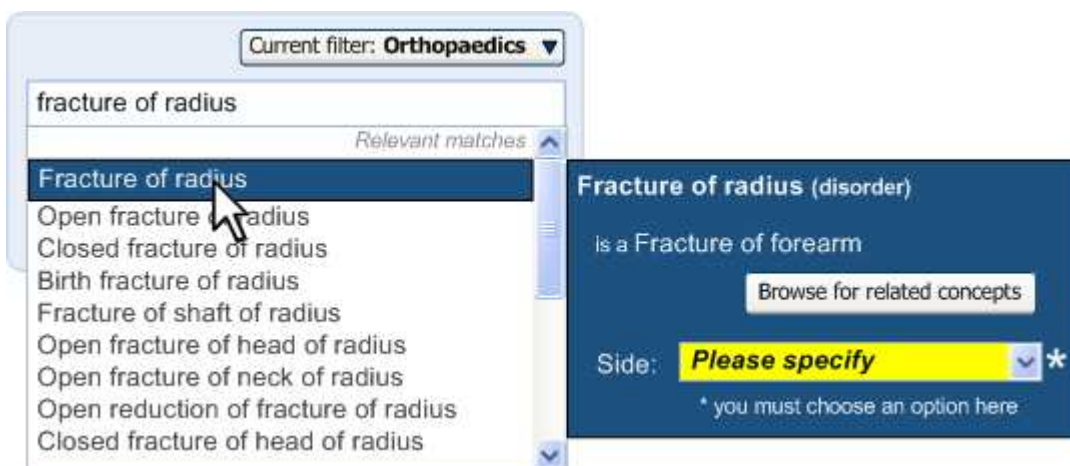 Current filter: Orthopaedics
fracture of radius
Relevant matches
Fracture of radius
Open fracture of radius
Closed fracture of radius
Birth fracture of radius
Fracture of shaft of radius
Open fracture of head of radius
Open fracture of neck of radius
Open reduction of fracture of radius
Closed fracture of head of radius
Fracture of radius (disorder)
is a Fracture of forearm
Browse for related concepts
Side: Please specify *
* you must choose an option here